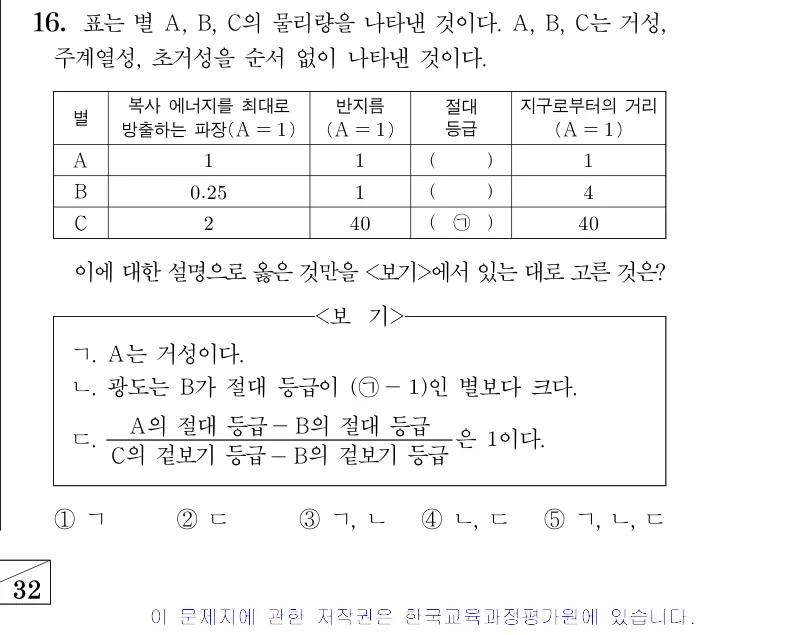 16. 표는 별 A, B, C의 물리량을 나타낸 것이다. A, B, C는 거성,
주계열성, 초거성을 순서 없이 나타낸 것이다.
별 복사 에너지를 최대로 방출하는 파장(A = 1) 반지름 (A = 1) 절대 등급 지구로부터의 거리 (A = 1)
A 1 1 ( ) 1
B 0.25 1 ( ) 4
C 2 40 ( ㉠ ) 40
이에 대한 설명으로 옳은 것만을 <보기>에서 있는 대로 고른 것은?
<보 기>
ㄱ. A는 거성이다.
ㄴ. 광도는 B가 절대 등급이 (㉠ - 1)인 별보다 크다.
ㄷ. A의 절대 등급 - B의 절대 등급
C의 겉보기 등급 - B의 겉보기 등급 은 1이다.
① ㄱ ② ㄷ ③ ㄱ, ㄴ ④ ㄴ, ㄷ ⑤ ㄱ, ㄴ, ㄷ
32
이 문제지에 관한 저작권은 한국교육과정평가원에 있습니다.